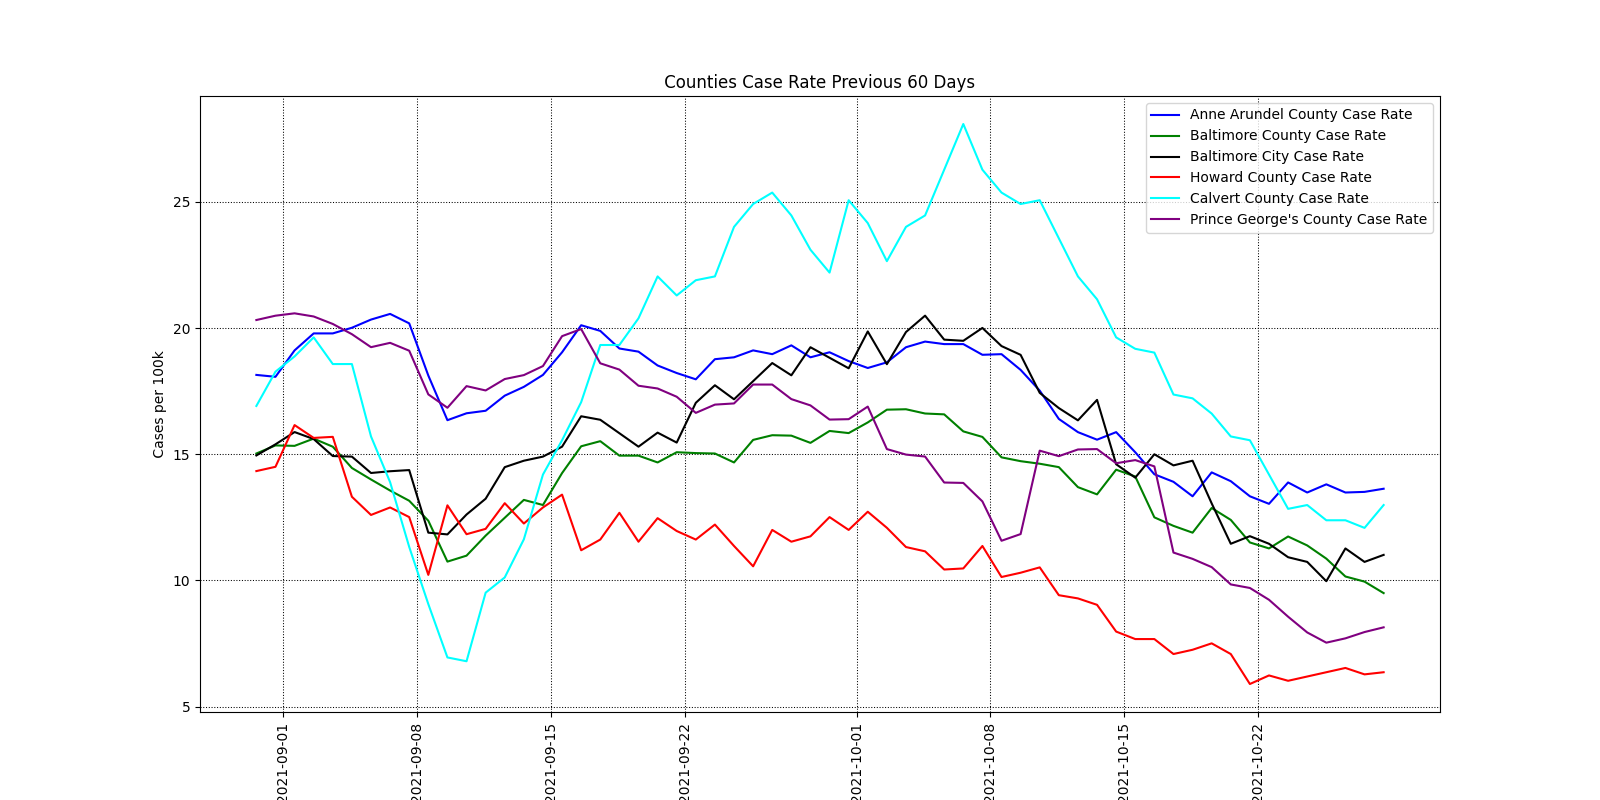 Counties Case Rate Previous 60 Days
Anne Arundel County Case Rate
Baltimore County Case Rate
Baltimore City Case Rate
Howard County Case Rate
Calvert County Case Rate
Prince George's County Case Rate
Cases per 100k
25
20
15
10
5
2021-09-01
2021-09-08
2021-09-15
2021-09-22
2021-10-01
2021-10-08
2021-10-15
2021-10-22